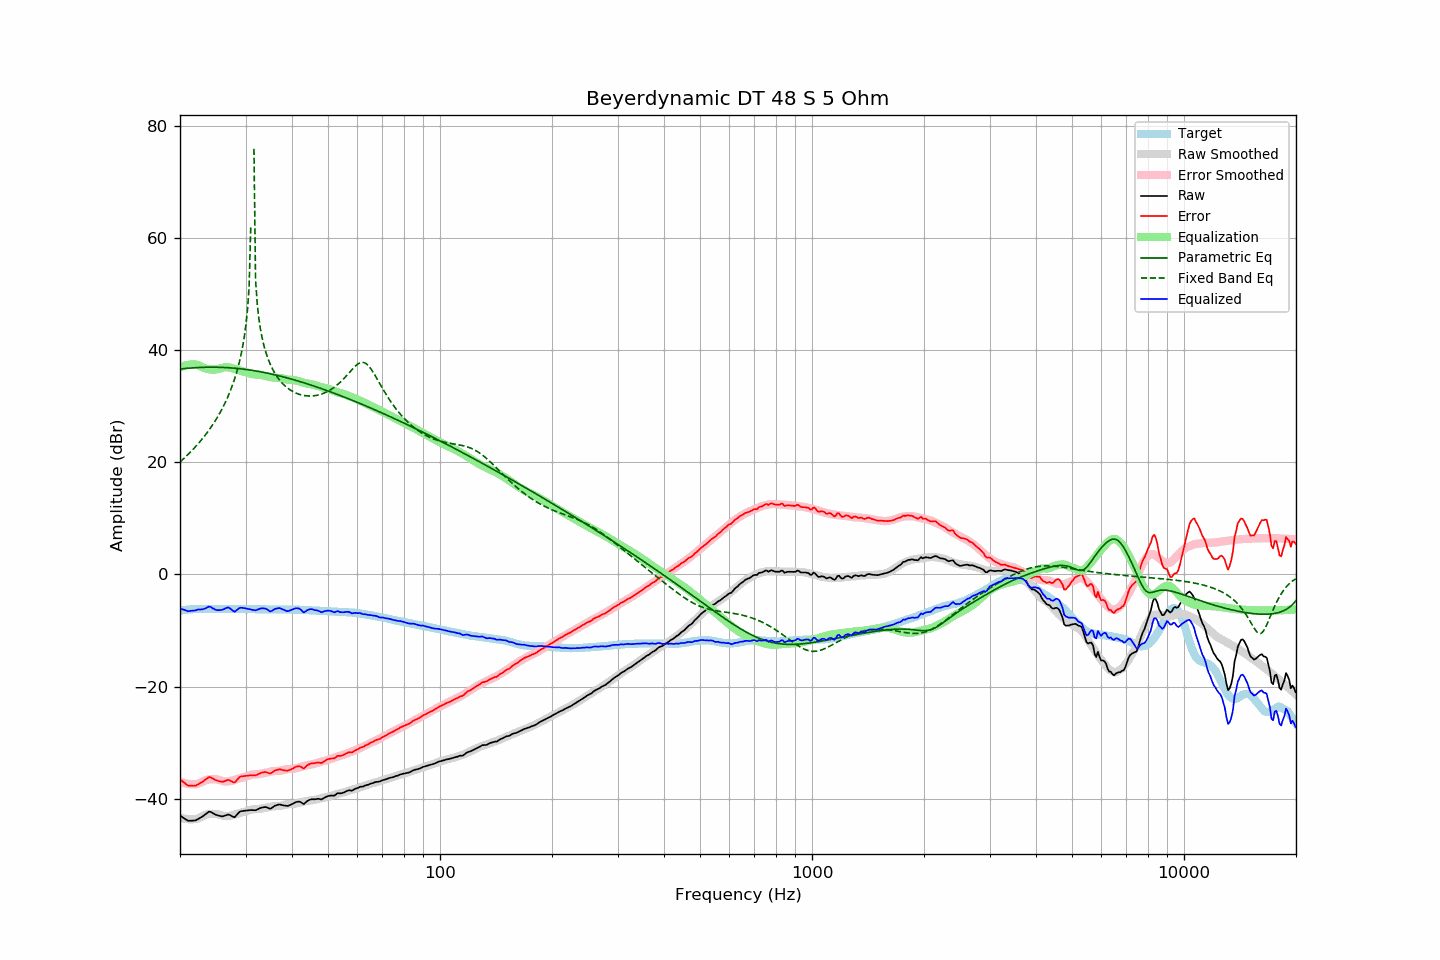 Beyerdynamic DT 48 S 5 Ohm
80
60
40
20
0
−20
−40
Amplitude (dBr)
Target
Raw Smoothed
Error Smoothed
Raw
Error
Equalization
Parametric Eq
Fixed Band Eq
Equalized
100
1000
10000
Frequency (Hz)